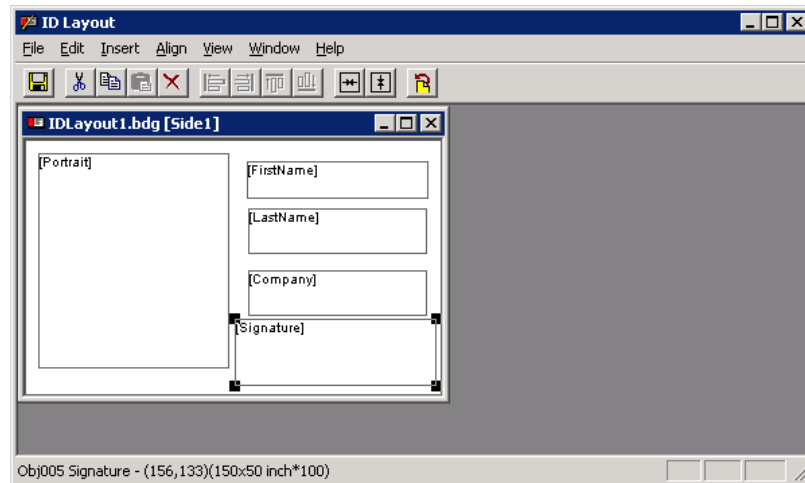 ID Layout
File Edit Insert Align View Window Help
IDLayout1.bdg [Side1]
[Portrait]
[FirstName]
[LastName]
[Company]
[Signature]
Obj005 Signature - (156,133)(150x50 inch*100)